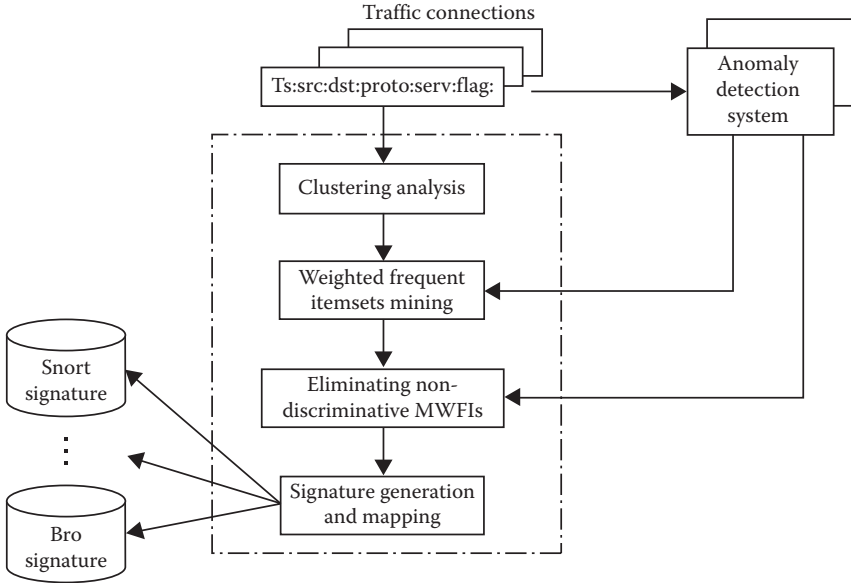 Traffic connections
Ts:src:dst:proto:serv:flag:
Anomaly
detection
system
Clustering analysis
Weighted frequent
itemsets mining
Snort
signature
Eliminating non-
discriminative MWFIs
Signature generation
and mapping
Bro
signature